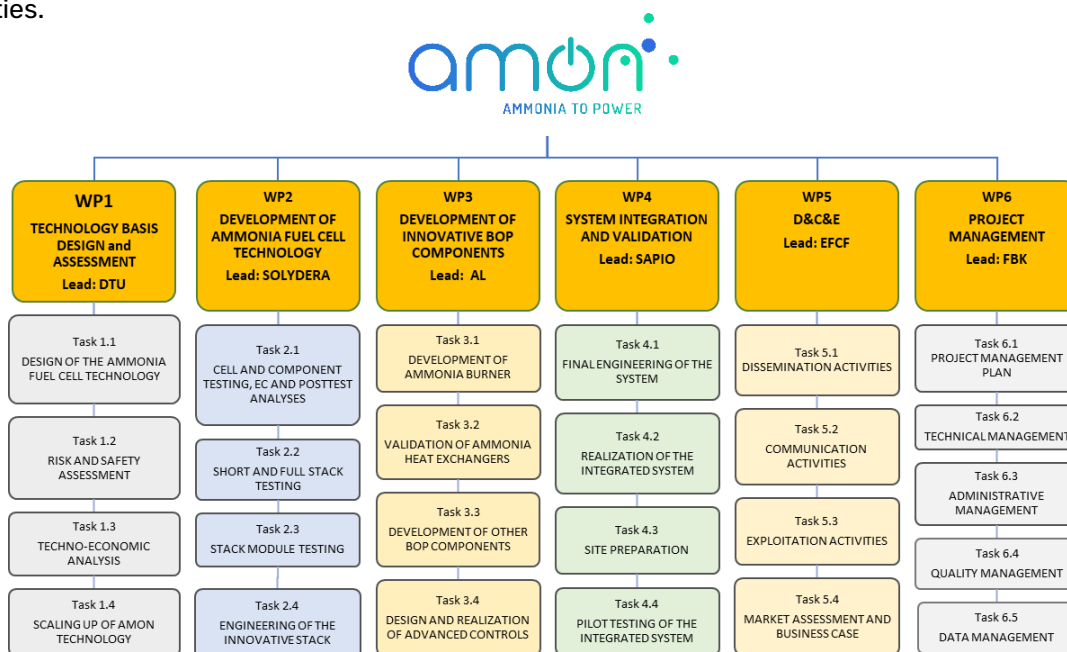 ties.
amon
AMMONIA TO POWER
WP1
TECHNOLOGY BASIS
DESIGN and
ASSESSMENT
Lead: DTU
WP2
DEVELOPMENT OF
AMMONIA FUEL CELL
TECHNOLOGY
Lead: SOLYDERA
WP3
DEVELOPMENT OF
INNOVATIVE BOP
COMPONENTS
Lead: AL
WP4
SYSTEM INTEGRATION
AND VALIDATION
Lead: SAPIO
WP5
D&C&E
Lead: EFCF
WP6
PROJECT
MANAGEMENT
Lead: FBK
Task 1.1
DESIGN OF THE AMMONIA
FUEL CELL TECHNOLOGY
Task 1.2
RISK AND SAFETY
ASSESSMENT
Task 1.3
TECHNO-ECONOMIC
ANALYSIS
Task 1.4
SCALING UP OF AMON
TECHNOLOGY
Task 2.1
CELL AND COMPONENT
TESTING, EC AND POSTTEST
ANALYSES
Task 2.2
SHORT AND FULL STACK
TESTING
Task 2.3
STACK MODULE TESTING
Task 2.4
ENGINEERING OF THE
INNOVATIVE STACK
Task 3.1
DEVELOPMENT OF
AMMONIA BURNER
Task 3.2
VALIDATION OF AMMONIA
HEAT EXCHANGERS
Task 3.3
DEVELOPMENT OF OTHER
BOP COMPONENTS
Task 3.4
DESIGN AND REALIZATION
OF ADVANCED CONTROLS
Task 4.1
FINAL ENGINEERING OF THE
SYSTEM
Task 4.2
REALIZATION OF THE
INTEGRATED SYSTEM
Task 4.3
SITE PREPARATION
Task 4.4
PILOT TESTING OF THE
INTEGRATED SYSTEM
Task 5.1
DISSEMINATION ACTIVITIES
Task 5.2
COMMUNICATION
ACTIVITIES
Task 5.3
EXPLOITATION ACTIVITIES
Task 5.4
MARKET ASSESSMENT AND
BUSINESS CASE
Task 6.1
PROJECT MANAGEMENT
PLAN
Task 6.2
TECHNICAL MANAGEMENT
Task 6.3
ADMINISTRATIVE
MANAGEMENT
Task 6.4
QUALITY MANAGEMENT
Task 6.5
DATA MANAGEMENT